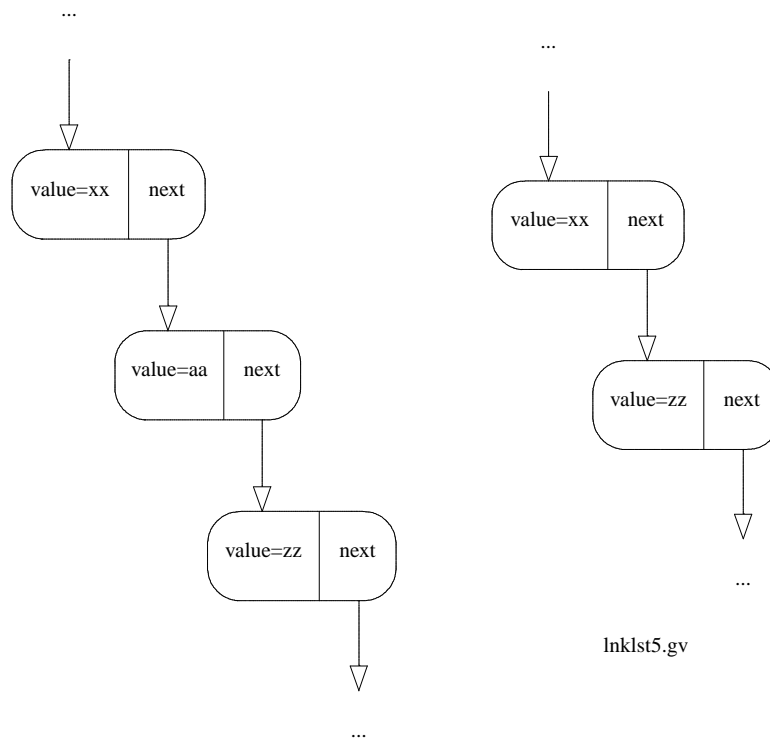 ...
value=xx next
value=aa next
value=zz next
...
...
value=xx next
value=zz next
...
lnklst5.gv